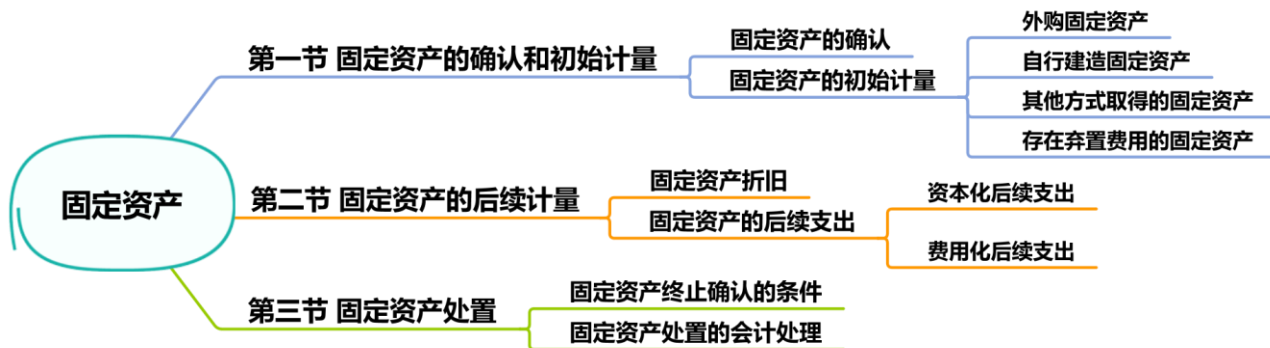 固定资产
第一节 固定资产的确认和初始计量
固定资产的确认
固定资产的初始计量
外购固定资产
自行建造固定资产
其他方式取得的固定资产
存在弃置费用的固定资产
第二节 固定资产的后续计量
固定资产折旧
固定资产的后续支出
资本化后续支出
费用化后续支出
第三节 固定资产处置
固定资产终止确认的条件
固定资产处置的会计处理